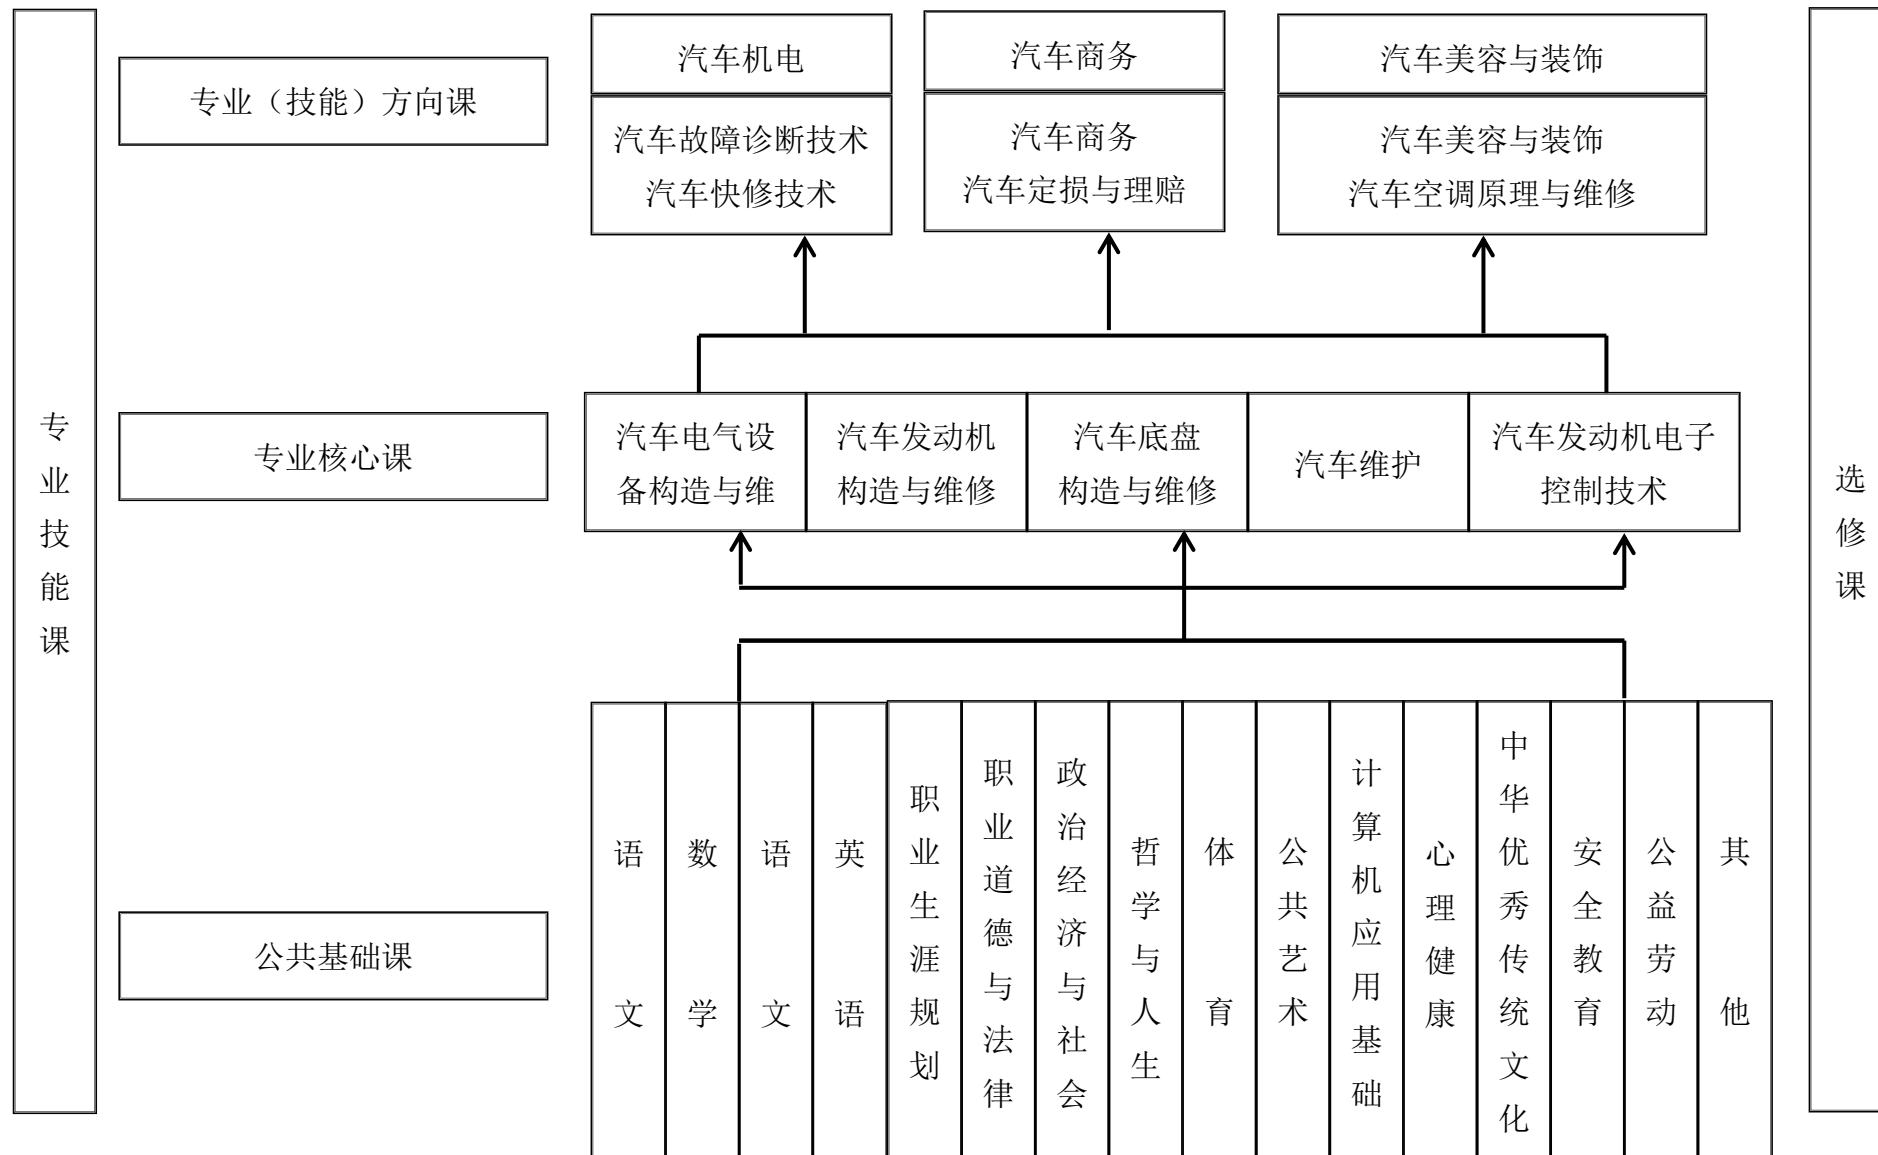 专业技能课
专业（技能）方向课
汽车机电
汽车故障诊断技术
汽车快修技术
汽车商务
汽车商务
汽车定损与理赔
汽车美容与装饰
汽车美容与装饰
汽车空调原理与维修
专业核心课
汽车电气设
备构造与维
汽车发动机
构造与维修
汽车底盘
构造与维修
汽车维护
汽车发动机电子
控制技术
公共基础课
语文
数学
语文
英语
职业生涯规划
职业道德与法律
政治经济与社会
哲学与人生
体育
公共艺术
计算机应用基础
心理健康
中华优秀传统文化
安全教育
公益劳动
其他
选修课